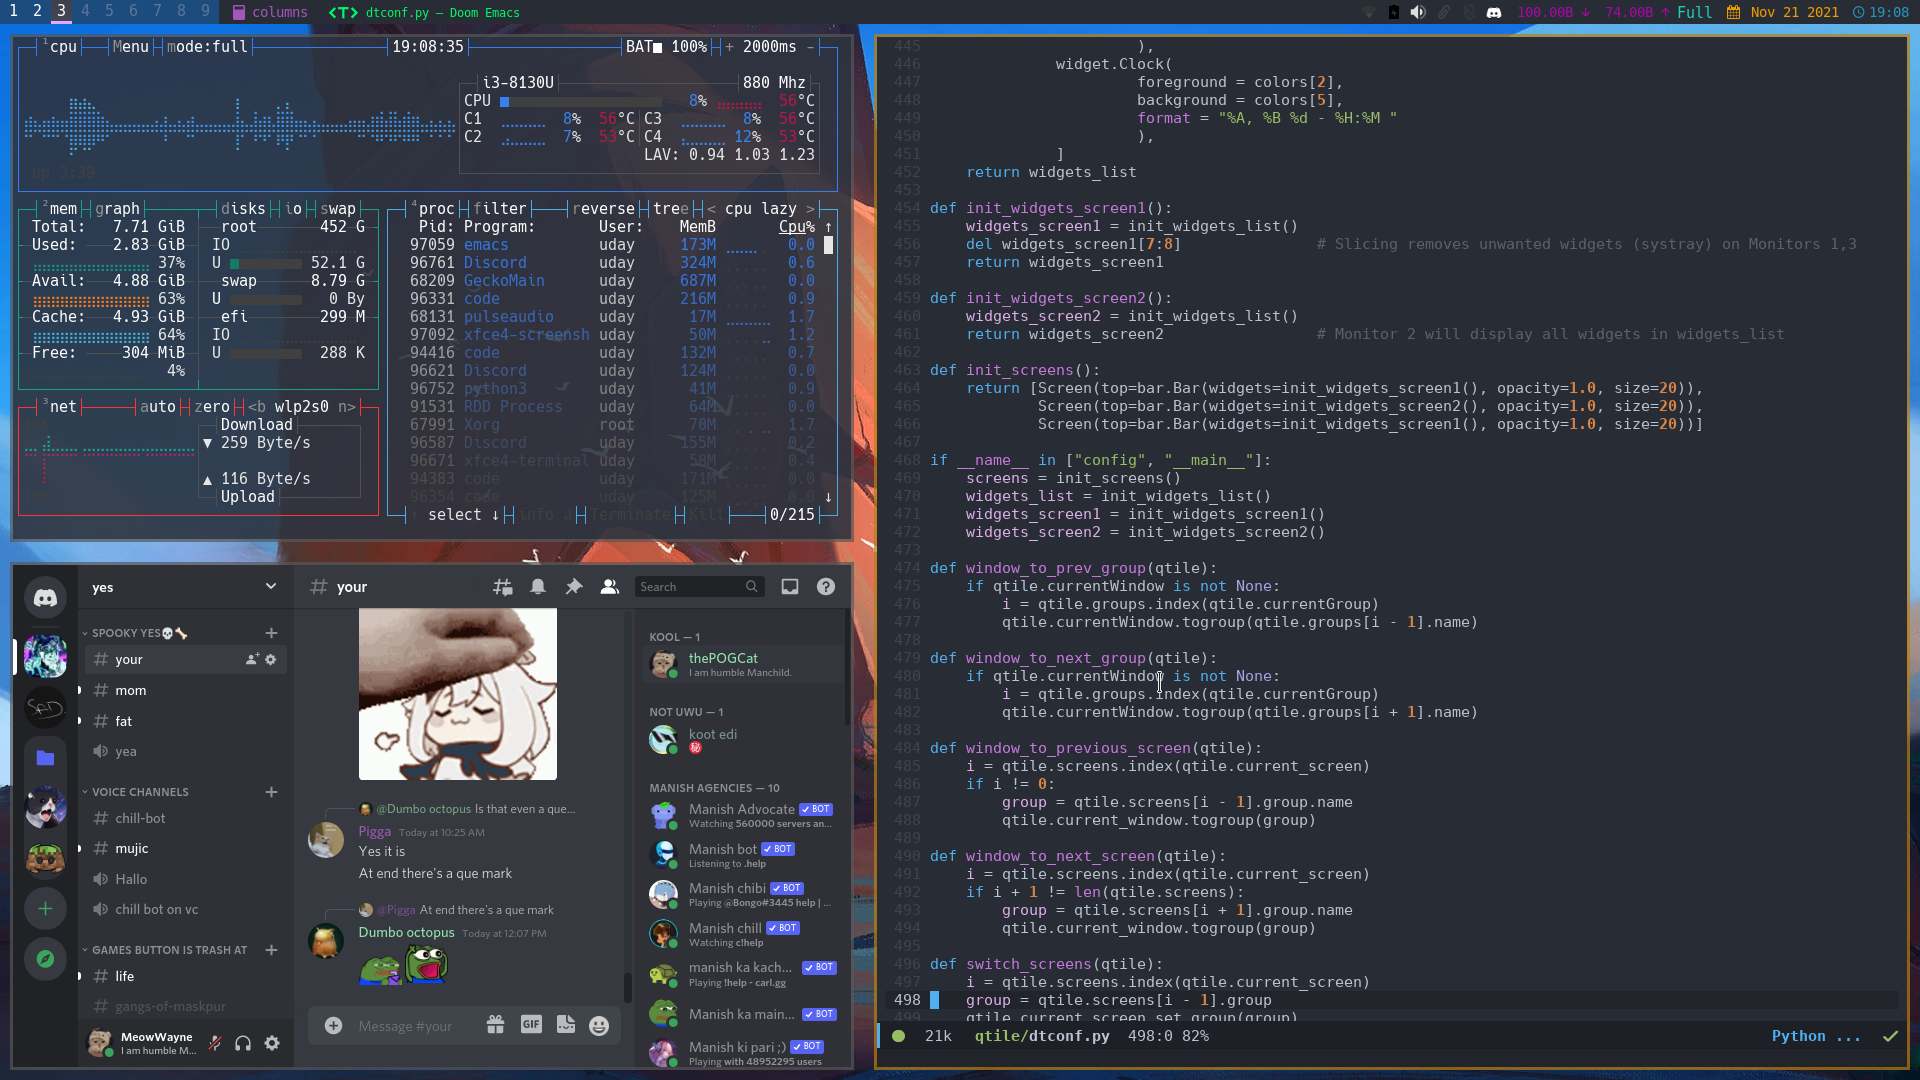 1 2 3 4 5 6 7 8 9 columns <T> dtconf.py – Doom Emacs 100.00B ↓ 74.00B ↑ Full Nov 21 2021 19:08
1cpu Menu mode:full 19:08:35 BAT■ 100% + 2000ms -
i3-8130U 880 Mhz
CPU 8% 56°C
C1 8% 56°C C3 8% 56°C
C2 7% 53°C C4 12% 53°C
LAV: 0.94 1.03 1.23
up 3:39
2mem graph disks io swap
Total: 7.71 GiB root 452 G
Used: 2.83 GiB IO
37% U 52.1 G
Avail: 4.88 GiB swap 8.79 G
63% U 0 By
Cache: 4.93 GiB efi 299 M
64% IO
Free: 304 MiB U 288 K
4%
3net auto zero <b wlp2s0 n>
Download
▼ 259 Byte/s
▲ 116 Byte/s
Upload
4proc filter reverse tree < cpu lazy >
Pid: Program: User: MemB Cpu% ↑
97059 emacs uday 173M 0.0
96761 Discord uday 324M 0.6
68209 GeckoMain uday 687M 0.0
96331 code uday 216M 0.9
68131 pulseaudio uday 17M 1.7
97092 xfce4-screensh uday 50M 1.2
94416 code uday 132M 0.7
96621 Discord uday 124M 0.0
96752 python3 uday 41M 0.9
91531 RDD Process uday 64M 0.0
67991 Xorg root 70M 1.7
96587 Discord uday 155M 0.2
96671 xfce4-terminal uday 58M 0.4
94383 code uday 171M 0.0
96354 code uday 125M 0.0 ↓
↑ select ↓ info ↲ Terminate Kill 0/215
yes
SPOOKY YES💀🦴
# your
# mom
# fat
yea
VOICE CHANNELS
chill-bot
mujic
Hallo
chill bot on vc
GAMES BUTTON IS TRASH AT
# life
# gangs-of-maskpur
MeowWayne
I am humble M...
# your Search
@Dumbo octopus Is that even a que...
Pigga Today at 10:25 AM
Yes it is
At end there's a que mark
@Pigga At end there's a que mark
Dumbo octopus Today at 12:07 PM
Message #your GIF
KOOL — 1
thePOGCat
I am humble Manchild.
NOT UWU — 1
koot edi
㊙
MANISH AGENCIES — 10
Manish Advocate ✓ BOT
Watching 560000 servers an...
Manish bot ✓ BOT
Listening to .help
Manish chibi ✓ BOT
Playing @Bongo#3445 help | ...
Manish chill ✓ BOT
Watching c!help
manish ka kach... ✓ BOT
Playing !help - carl.gg
Manish ka main... ✓ BOT
Manish ki pari ;) ✓ BOT
Playing with 48952295 users
445 ),
446 widget.Clock(
447 foreground = colors[2],
448 background = colors[5],
449 format = "%A, %B %d - %H:%M "
450 ),
451 ]
452 return widgets_list
453
454 def init_widgets_screen1():
455 widgets_screen1 = init_widgets_list()
456 del widgets_screen1[7:8] # Slicing removes unwanted widgets (systray) on Monitors 1,3
457 return widgets_screen1
458
459 def init_widgets_screen2():
460 widgets_screen2 = init_widgets_list()
461 return widgets_screen2 # Monitor 2 will display all widgets in widgets_list
462
463 def init_screens():
464 return [Screen(top=bar.Bar(widgets=init_widgets_screen1(), opacity=1.0, size=20)),
465 Screen(top=bar.Bar(widgets=init_widgets_screen2(), opacity=1.0, size=20)),
466 Screen(top=bar.Bar(widgets=init_widgets_screen1(), opacity=1.0, size=20))]
467
468 if __name__ in ["config", "__main__"]:
469 screens = init_screens()
470 widgets_list = init_widgets_list()
471 widgets_screen1 = init_widgets_screen1()
472 widgets_screen2 = init_widgets_screen2()
473
474 def window_to_prev_group(qtile):
475 if qtile.currentWindow is not None:
476 i = qtile.groups.index(qtile.currentGroup)
477 qtile.currentWindow.togroup(qtile.groups[i - 1].name)
478
479 def window_to_next_group(qtile):
480 if qtile.currentWindow is not None:
481 i = qtile.groups.index(qtile.currentGroup)
482 qtile.currentWindow.togroup(qtile.groups[i + 1].name)
483
484 def window_to_previous_screen(qtile):
485 i = qtile.screens.index(qtile.current_screen)
486 if i != 0:
487 group = qtile.screens[i - 1].group.name
488 qtile.current_window.togroup(group)
489
490 def window_to_next_screen(qtile):
491 i = qtile.screens.index(qtile.current_screen)
492 if i + 1 != len(qtile.screens):
493 group = qtile.screens[i + 1].group.name
494 qtile.current_window.togroup(group)
495
496 def switch_screens(qtile):
497 i = qtile.screens.index(qtile.current_screen)
498 group = qtile.screens[i - 1].group
499 qtile.current_screen.set_group(group)
21k qtile/dtconf.py 498:0 82% Python ...